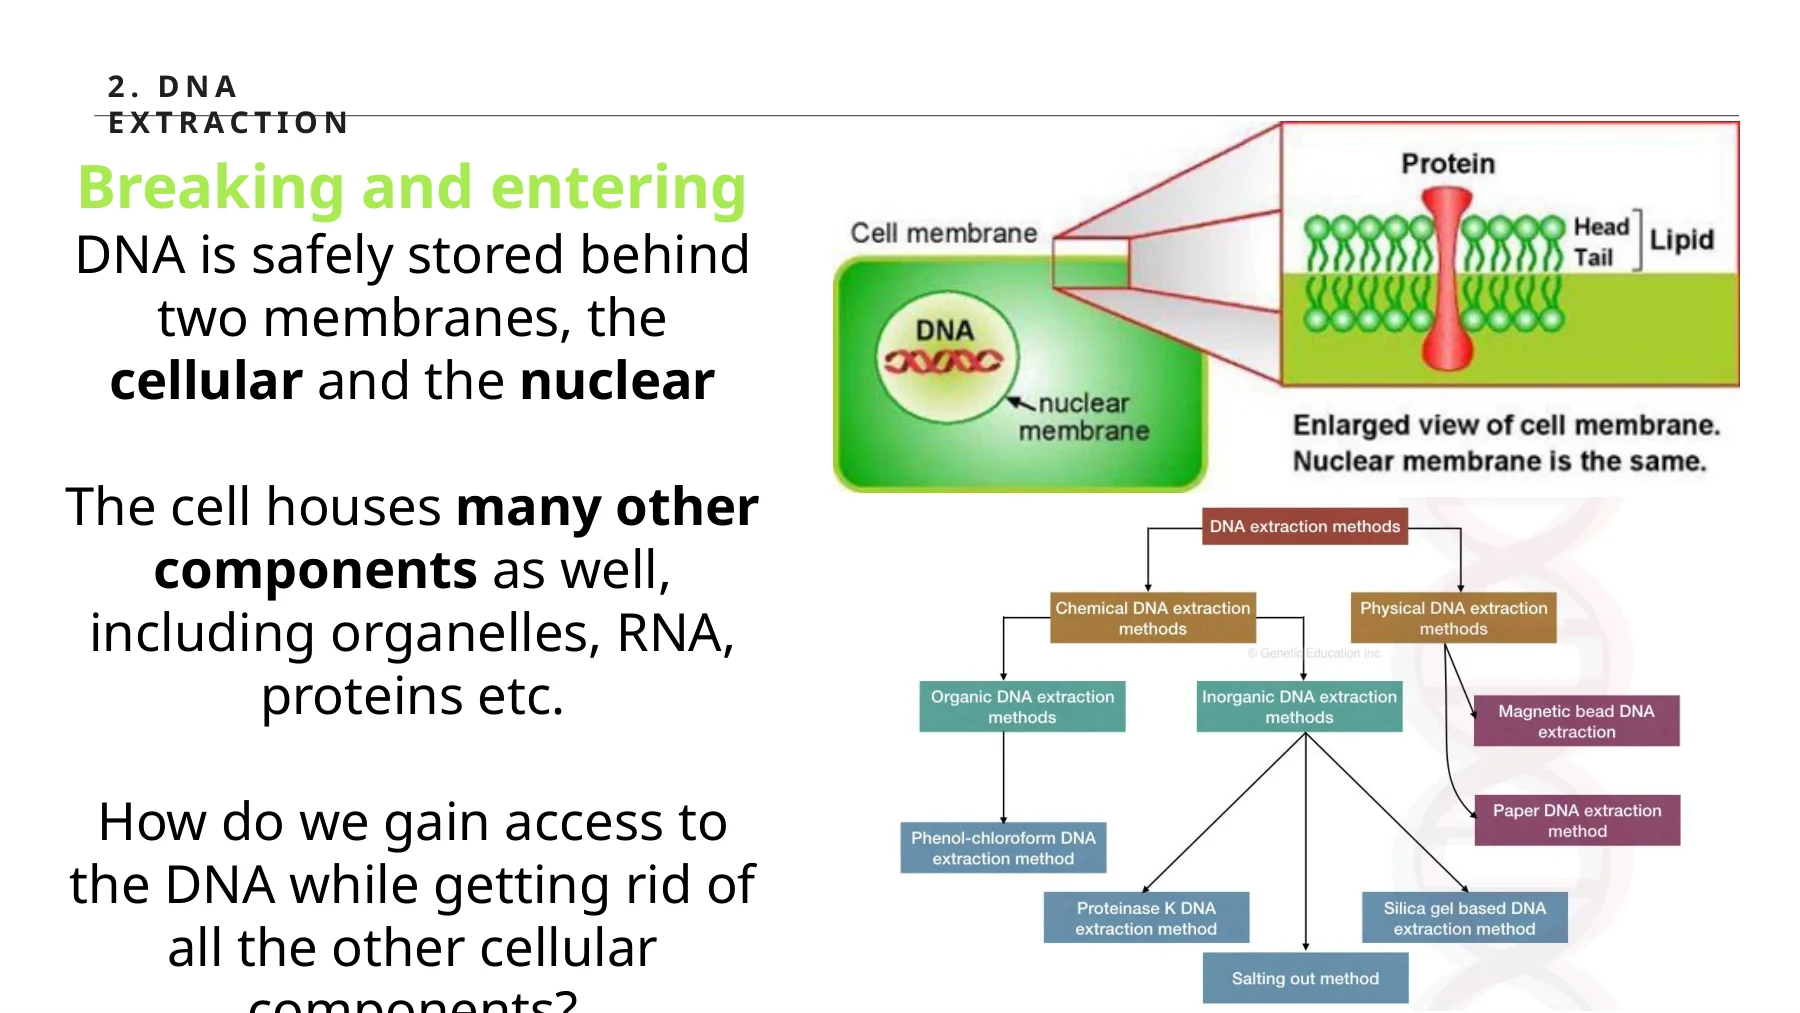 2. DNA
EXTRACTION
Breaking and entering
DNA is safely stored behind
two membranes, the
cellular and the nuclear
The cell houses many other
components as well,
including organelles, RNA,
proteins etc.
How do we gain access to
the DNA while getting rid of
all the other cellular
components?
Cell membrane
DNA
nuclear
membrane
Protein
Head
Tail
Lipid
Enlarged view of cell membrane.
Nuclear membrane is the same.
DNA extraction methods
Chemical DNA extraction
methods
Physical DNA extraction
methods
© Genetic Education Inc.
Organic DNA extraction
methods
Inorganic DNA extraction
methods
Magnetic bead DNA
extraction
Paper DNA extraction
method
Phenol-chloroform DNA
extraction method
Proteinase K DNA
extraction method
Silica gel based DNA
extraction method
Salting out method